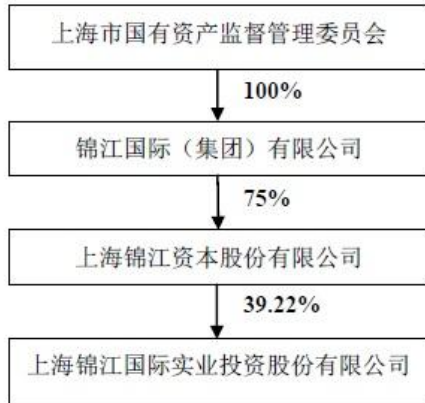 上海市国有资产监督管理委员会
100%
锦江国际（集团）有限公司
75%
上海锦江资本股份有限公司
39.22%
上海锦江国际实业投资股份有限公司